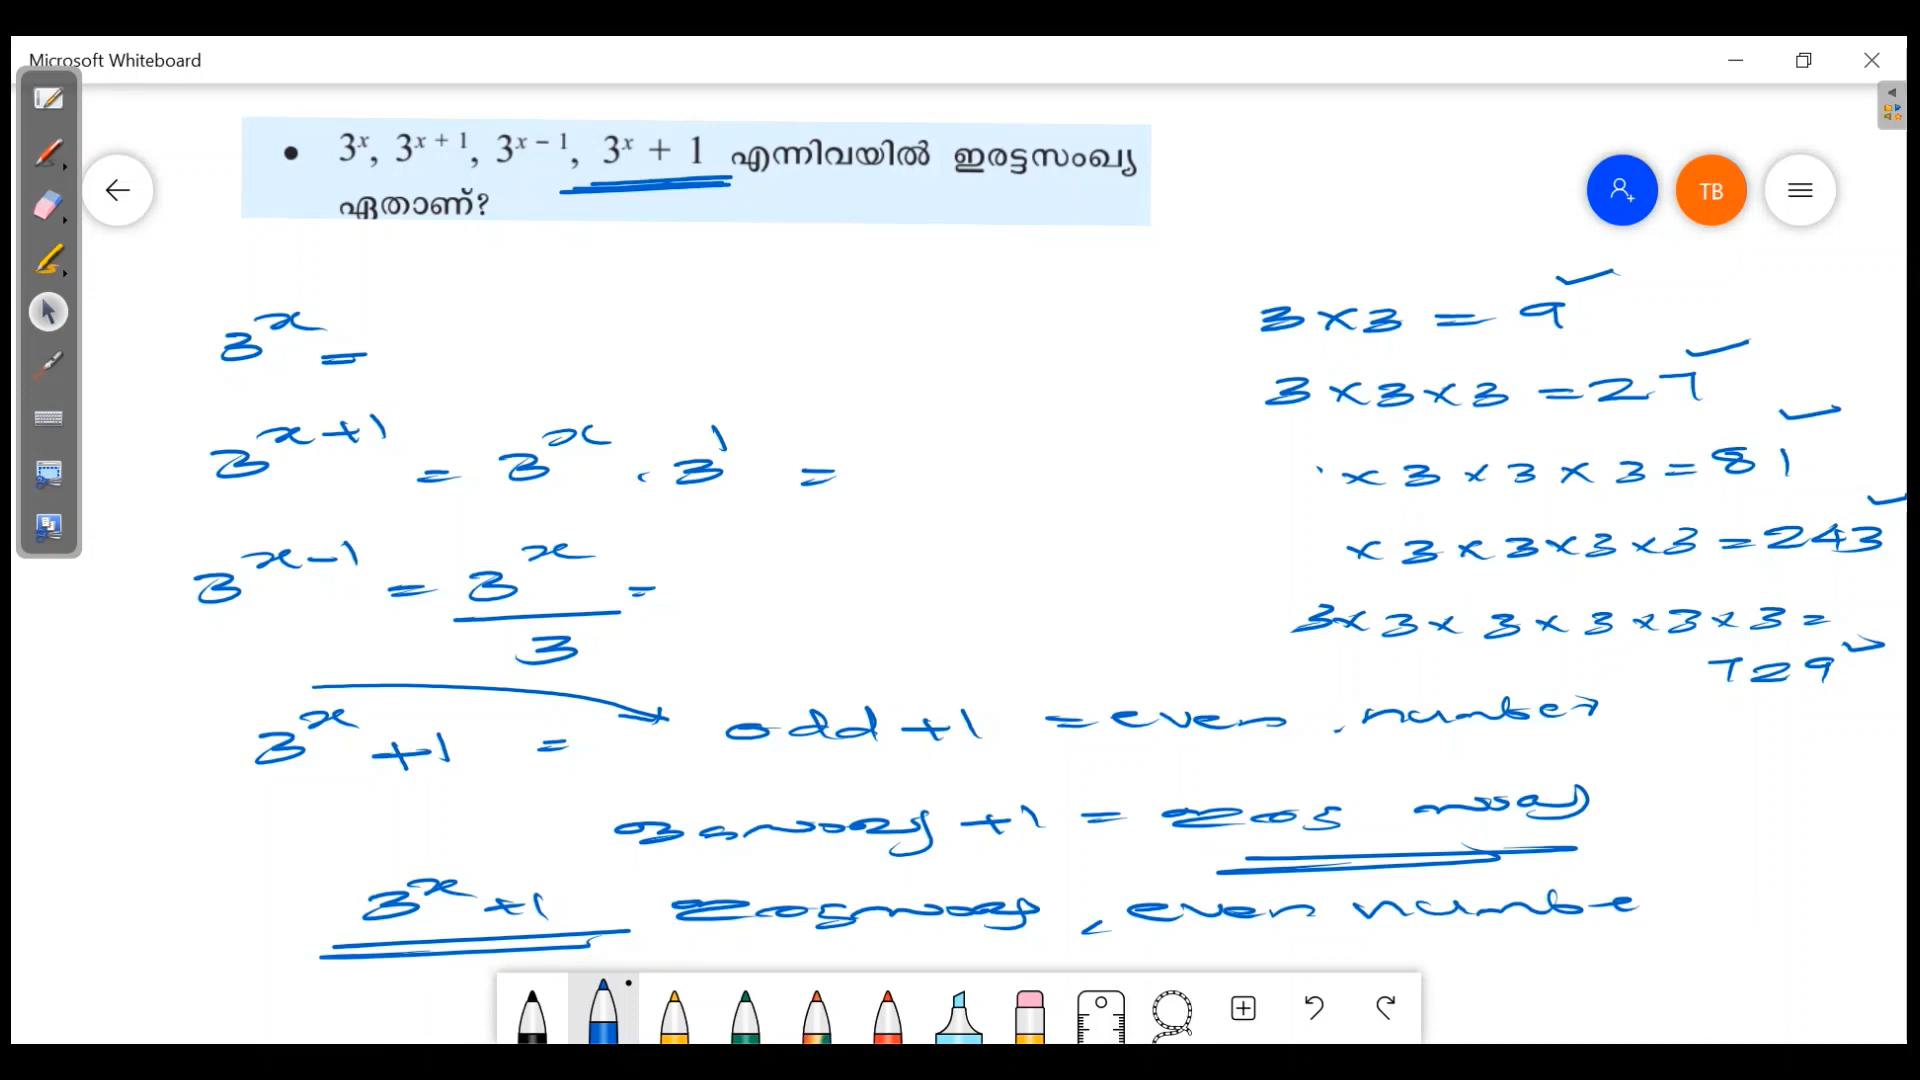 Microsoft Whiteboard
• 3ˣ, 3ˣ⁺¹, 3ˣ⁻¹, 3ˣ + 1 എന്നിവയിൽ ഇരട്ടസംഖ്യ
ഏതാണ്?
TB
3ˣ =
3ˣ⁺¹ = 3ˣ . 3¹ =
3ˣ⁻¹ = 3ˣ/3 =
3ˣ + 1 = odd + 1 = even number
ഒറ്റസംഖ്യ + 1 = ഇരട്ട സംഖ്യ
3ˣ + 1 ഇരട്ടസംഖ്യ, even numbe
3 × 3 = 9
3 × 3 × 3 = 27
× 3 × 3 × 3 = 81
× 3 × 3 × 3 × 3 = 243
3 × 3 × 3 × 3 × 3 × 3 =
729